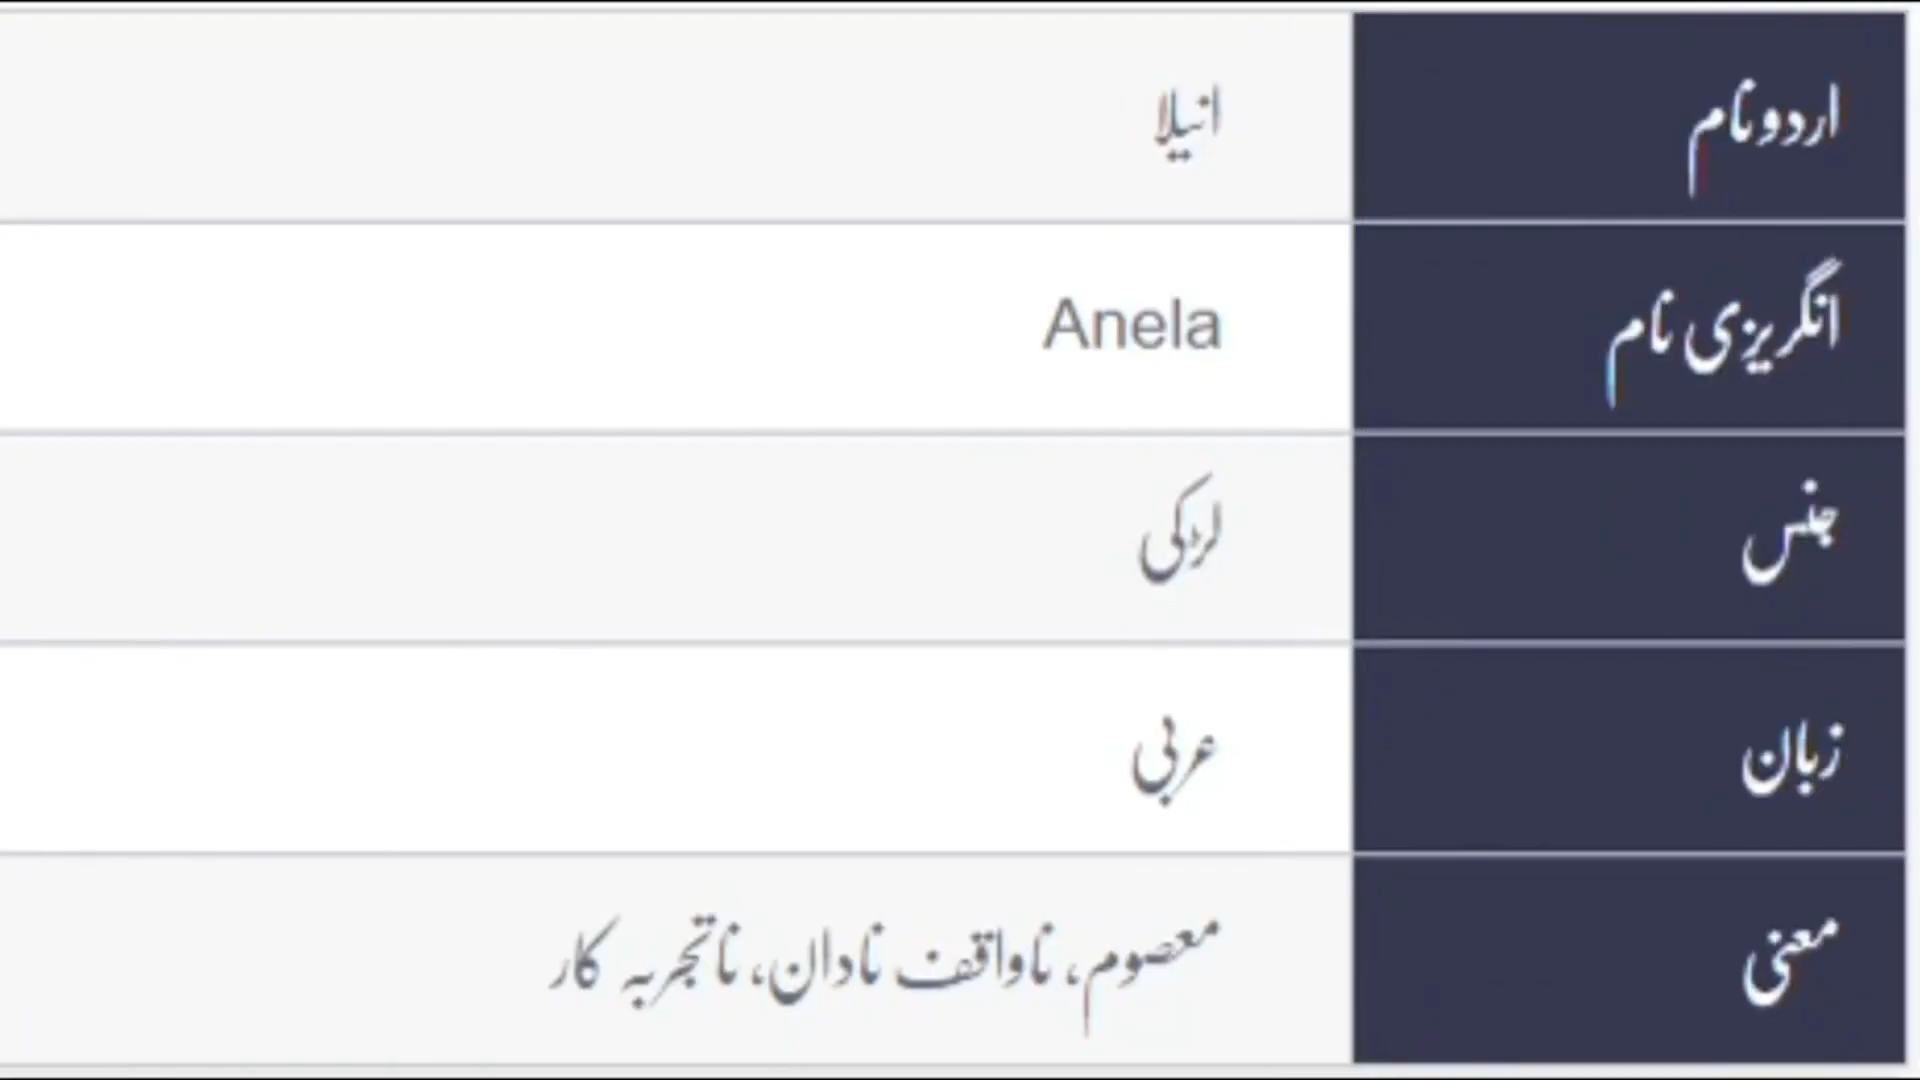 اردو نام انیلا
انگریزی نام Anela
جنس لڑکی
زبان عربی
معنی معصوم، ناواقف نادان، ناتجربہ کار